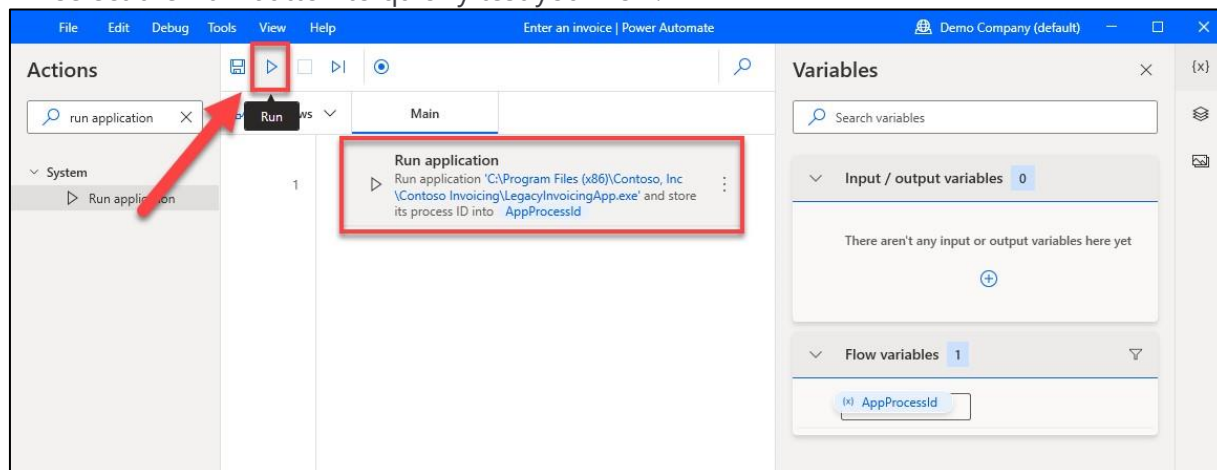 File Edit Debug Tools View Help Enter an invoice | Power Automate Demo Company (default)
Actions
run application
System
Run application
Run
Main
1
Run application
Run application 'C:\Program Files (x86)\Contoso, Inc
\Contoso Invoicing\LegacyInvoicingApp.exe' and store
its process ID into AppProcessId
Variables
{x}
Search variables
Input / output variables 0
There aren't any input or output variables here yet
Flow variables 1
{x} AppProcessId